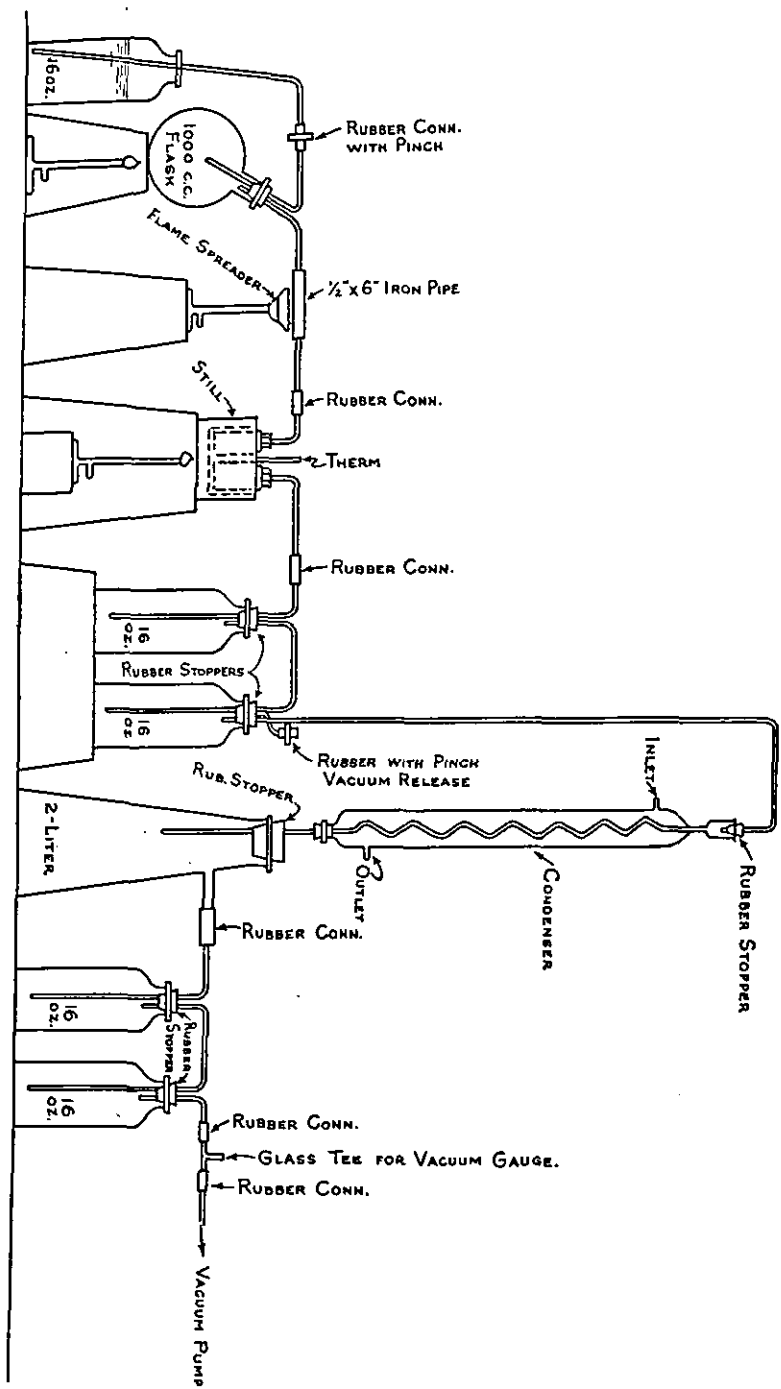 16 OZ.
1000 C.C.
FLASK
RUBBER CONN.
WITH PINCH
FLAME SPREADER
½" x 6" IRON PIPE
STILL
RUBBER CONN.
THERM
RUBBER CONN.
16
OZ.
RUBBER STOPPERS
16
OZ
RUBBER WITH PINCH
VACUUM RELEASE
RUB. STOPPER
INLET
2-LITER
OUTLET
CONDENSER
RUBBER STOPPER
RUBBER CONN.
16
OZ.
RUBBER
STOPPER
16
OZ.
RUBBER CONN.
GLASS TEE FOR VACUUM GAUGE.
RUBBER CONN.
VACUUM PUMP